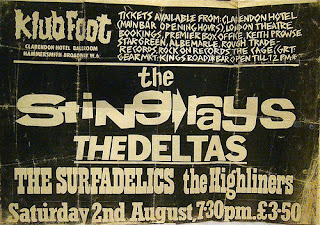 Klub Foot
CLARENDON HOTEL BALLROOM
HAMMERSMITH BROADWAY W.6.
TICKETS AVAILABLE FROM: CLARENDON HOTEL
(MAIN BAR OPENING HOURS), LONDON THEATRE
BOOKINGS, PREMIER BOX OFFICE, KEITH PROWSE
STARGREEN, ALBEMARLE, ROUGH TRADE
RECORDS, ROCK ON RECORDS, THE CAGE (GRT.
GEAR MKT. KINGS ROAD) BAR OPEN TILL 12 P.M.
the
Stingrays
THE DELTAS
THE SURFADELICS the Highliners
Saturday 2nd August, 7.30pm. £3·50